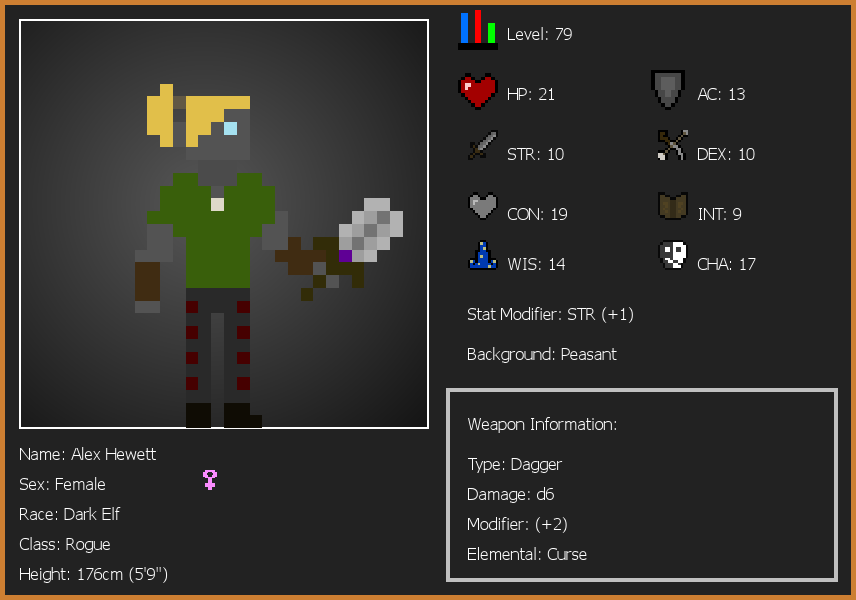 Level: 79
HP: 21
AC: 13
STR: 10
DEX: 10
CON: 19
INT: 9
WIS: 14
CHA: 17
Stat Modifier: STR (+1)
Background: Peasant
Weapon Information:
Type: Dagger
Damage: d6
Modifier: (+2)
Elemental: Curse
Name: Alex Hewett
Sex: Female
Race: Dark Elf
Class: Rogue
Height: 176cm (5'9")